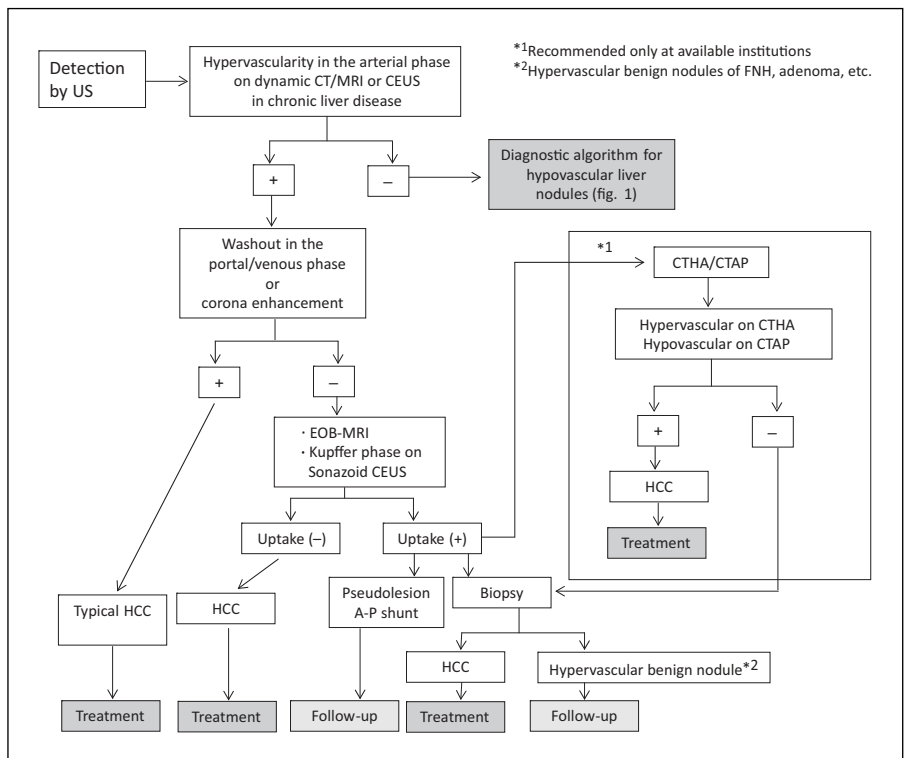 Detection
by US
Hypervascularity in the arterial phase
on dynamic CT/MRI or CEUS
in chronic liver disease
*1Recommended only at available institutions
*2Hypervascular benign nodules of FNH, adenoma, etc.
+
–
Diagnostic algorithm for
hypovascular liver
nodules (fig. 1)
Washout in the
portal/venous phase
or
corona enhancement
*1
CTHA/CTAP
Hypervascular on CTHA
Hypovascular on CTAP
+
–
+
–
· EOB-MRI
· Kupffer phase on
Sonazoid CEUS
HCC
Treatment
Uptake (–)
Uptake (+)
Typical HCC
HCC
Pseudolesion
A-P shunt
Biopsy
HCC
Hypervascular benign nodule*2
Treatment
Treatment
Follow-up
Treatment
Follow-up